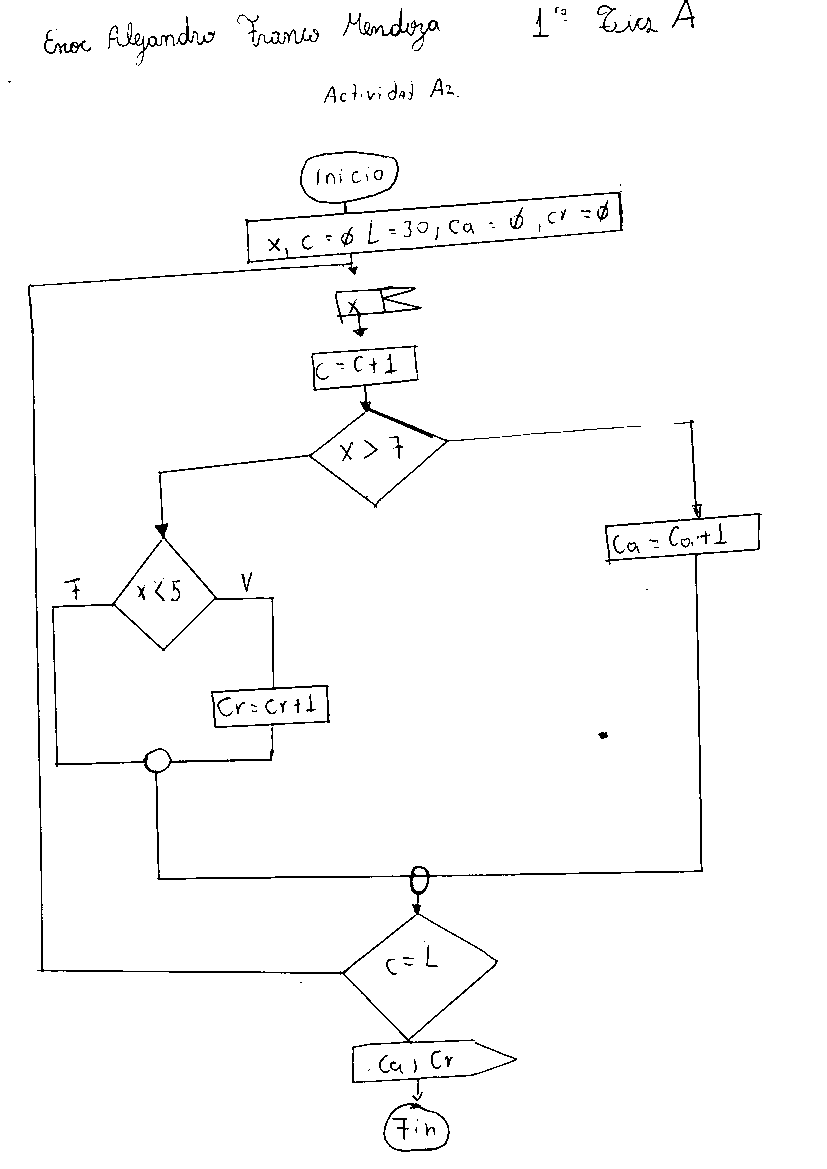 Enoc Alejandro Franco Mendoza 1ro Tics A
Actividad A2.
Inicio
x, c = ø L = 30, Ca = ø, cr = ø
x
c = c+1
x > 7
Ca = Ca+1
x < 5
F
V
Cr = Cr+1
c = L
Ca, Cr
Fin